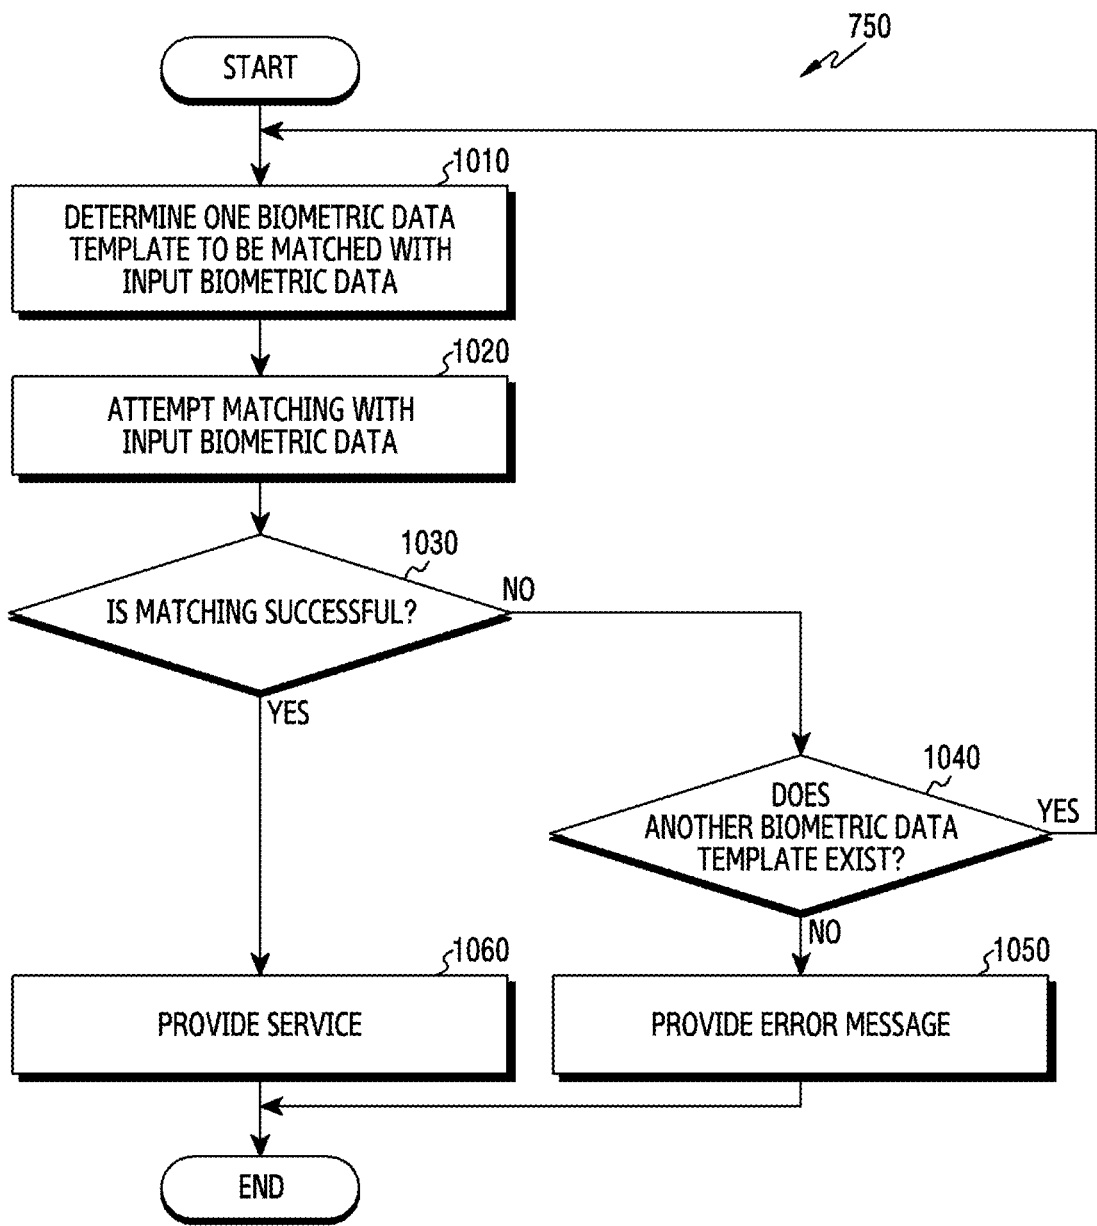 750
START
1010
DETERMINE ONE BIOMETRIC DATA
TEMPLATE TO BE MATCHED WITH
INPUT BIOMETRIC DATA
1020
ATTEMPT MATCHING WITH
INPUT BIOMETRIC DATA
1030
IS MATCHING SUCCESSFUL?
NO
YES
1040
DOES
ANOTHER BIOMETRIC DATA
TEMPLATE EXIST?
YES
NO
1060
PROVIDE SERVICE
1050
PROVIDE ERROR MESSAGE
END